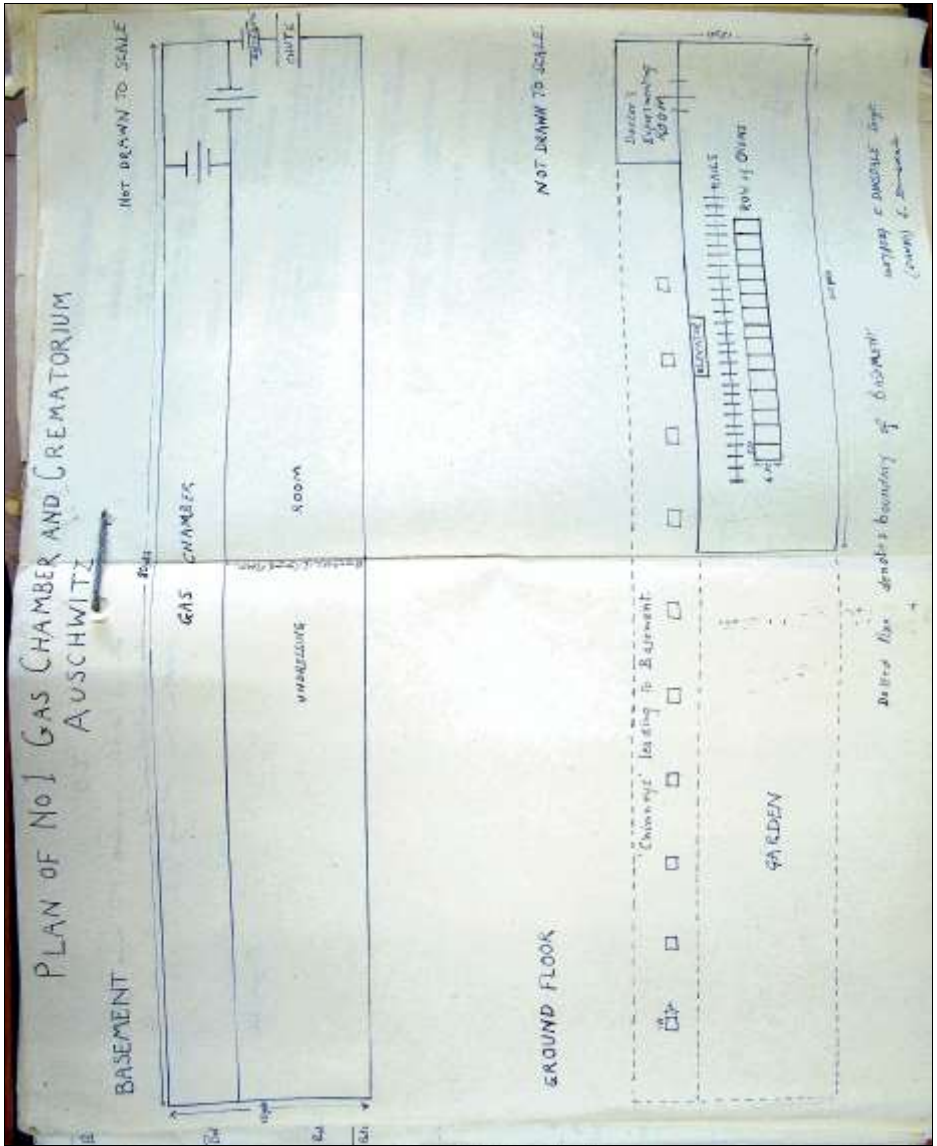 PLAN OF No 1 GAS CHAMBER AND CREMATORIUM
AUSCHWITZ
BASEMENT
NOT DRAWN TO SCALE
GAS CHAMBER
UNDRESSING ROOM
CHUTE
GROUND FLOOR
NOT DRAWN TO SCALE
'Chimneys' leading to Basement
Doctor's
Experimenting
ROOM
ELEVATOR
RAILS
ROW of OVENS
GARDEN
Dotted line denotes boundary of BASEMENT